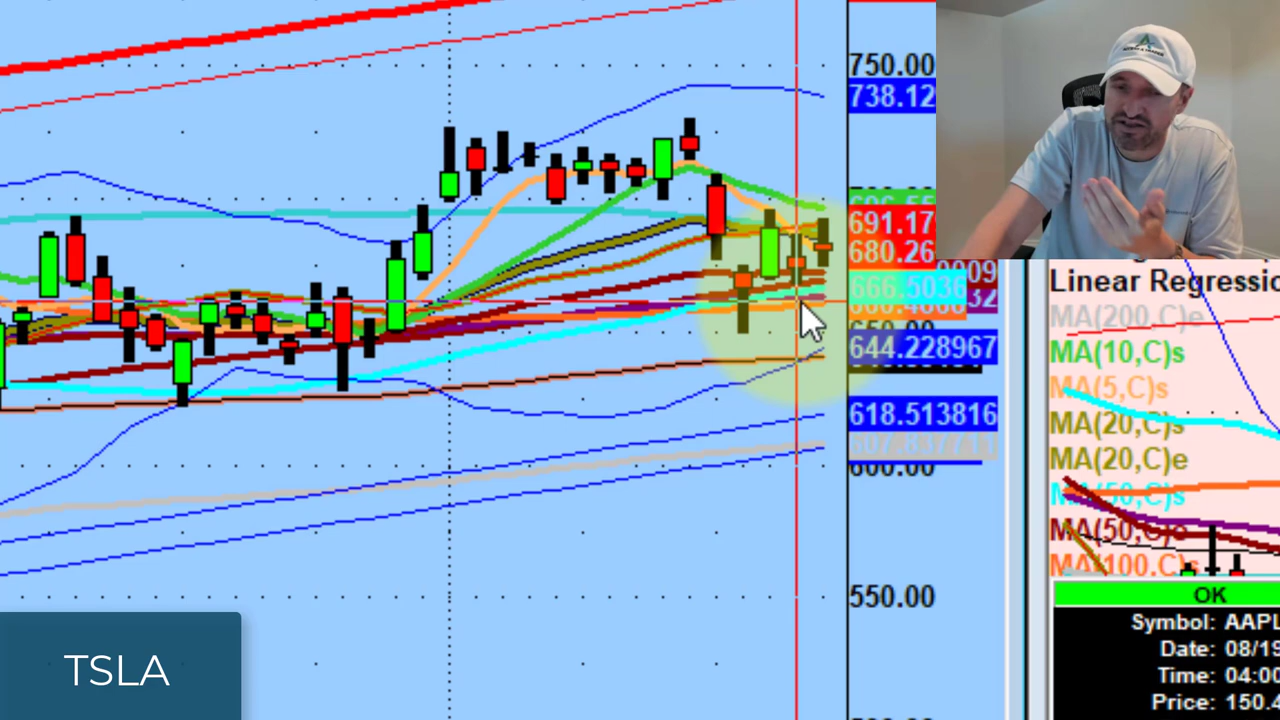 750.00
738.12
691.17
680.26
666.5036
644.228967
618.513816
600.00
550.00
Linear Regressio
MA(200,C)e
MA(10,C)s
MA(5,C)s
MA(20,C)s
MA(20,C)e
MA(50,C)s
MA(50,C)e
MA(100,C)s
OK
Symbol: AAPL
Date: 08/19
Time: 04:00
Price: 150.4
TSLA